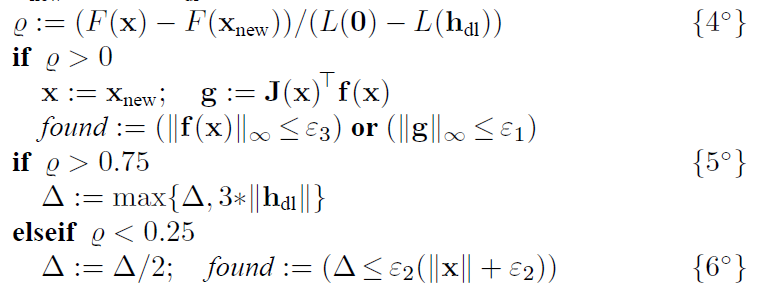 ϱ := (F(x) − F(x_new))/(L(0) − L(h_dl)) {4°}
if ϱ > 0
x := x_new; g := J(x)^⊤ f(x)
found := (‖f(x)‖_∞ ≤ ε_3) or (‖g‖_∞ ≤ ε_1)
if ϱ > 0.75 {5°}
Δ := max{Δ, 3*‖h_dl‖}
elseif ϱ < 0.25
Δ := Δ/2; found := (Δ ≤ ε_2(‖x‖ + ε_2)) {6°}